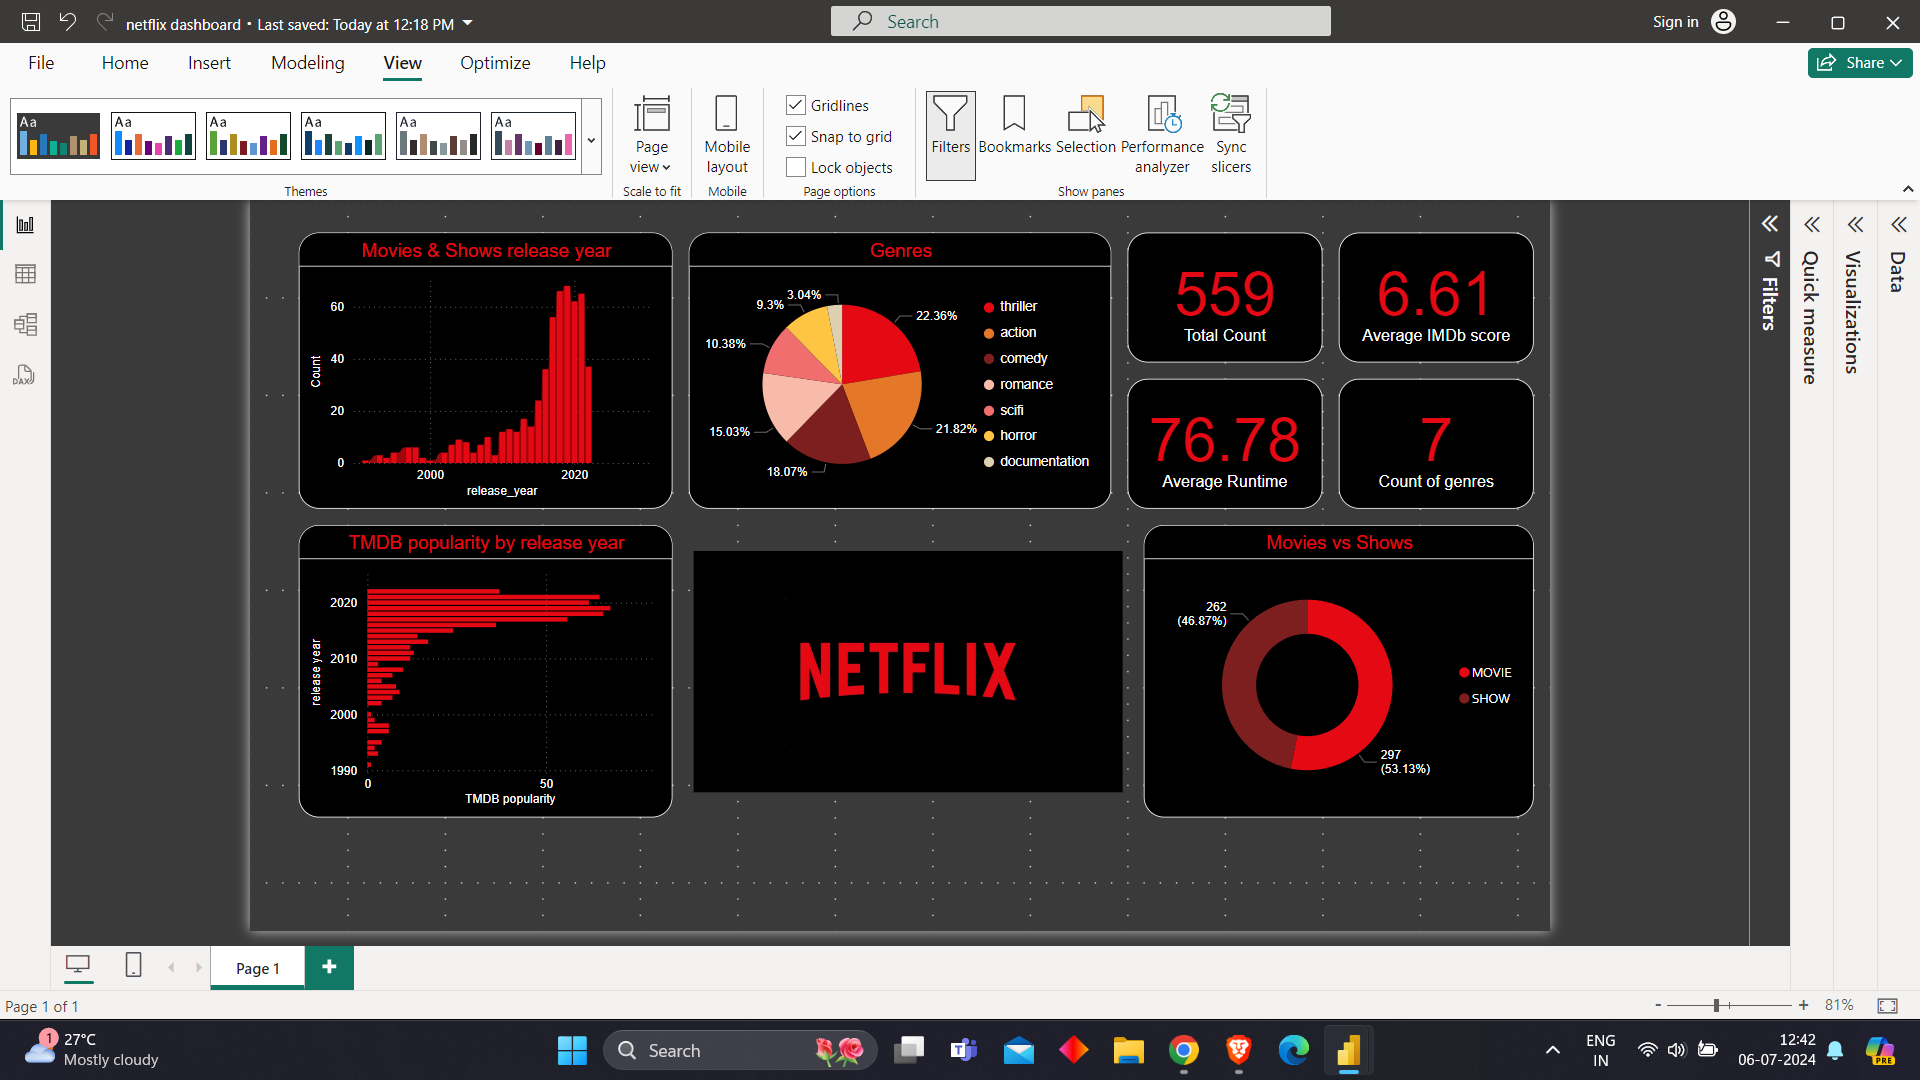 netflix dashboard • Last saved: Today at 12:18 PM
Search
Sign in
File
Home
Insert
Modeling
View
Optimize
Help
Share
Aa
Aa
Aa
Aa
Aa
Aa
Themes
Page view
Scale to fit
Mobile layout
Mobile
Gridlines
Snap to grid
Lock objects
Page options
Filters
Bookmarks
Selection
Performance analyzer
Sync slicers
Show panes
DAX
Movies & Shows release year
Count
60
40
20
0
2000
2020
release_year
Genres
3.04%
9.3%
10.38%
15.03%
18.07%
22.36%
21.82%
thriller
action
comedy
romance
scifi
horror
documentation
559
Total Count
6.61
Average IMDb score
76.78
Average Runtime
7
Count of genres
TMDB popularity by release year
release year
2020
2010
2000
1990
0
50
TMDB popularity
NETFLIX
Movies vs Shows
262
(46.87%)
297
(53.13%)
MOVIE
SHOW
Filters
Quick measure
Visualizations
Data
Page 1
Page 1 of 1
- + 81%
1
27°C
Mostly cloudy
Search
ENG
IN
12:42
06-07-2024
PRE